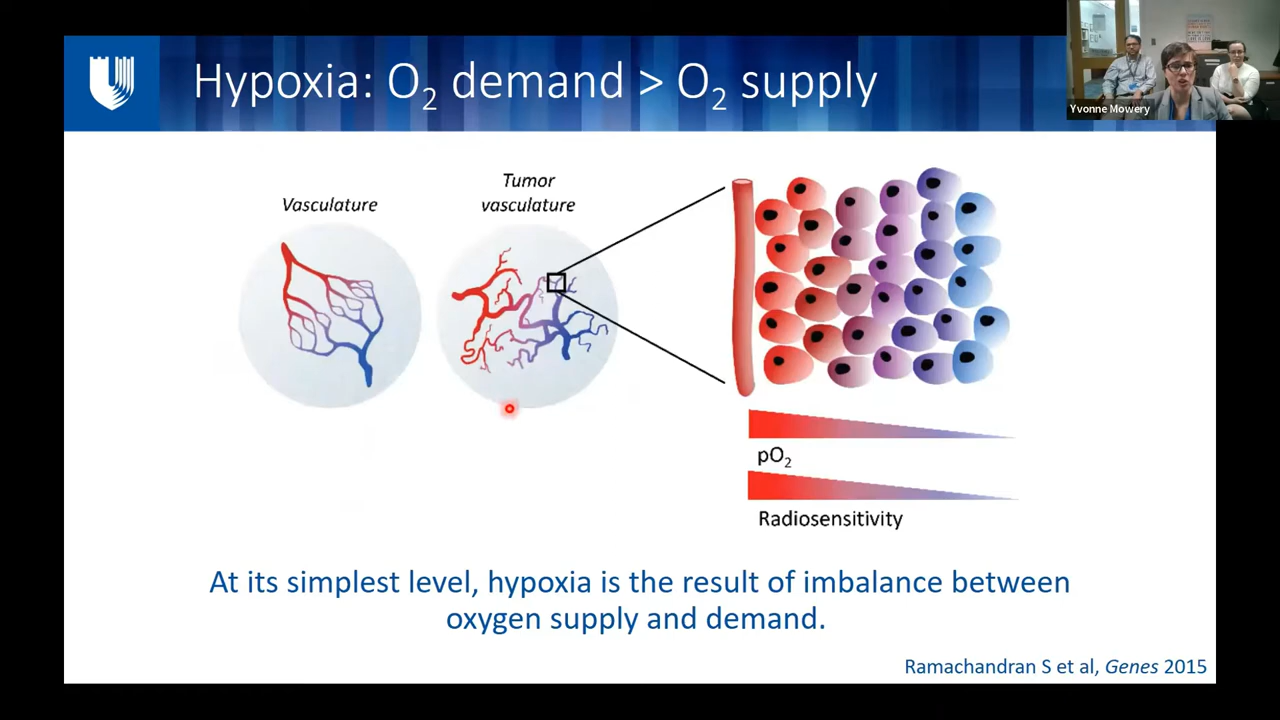 Hypoxia: O₂ demand > O₂ supply
Yvonne Mowery
Vasculature
Tumor
vasculature
pO₂
Radiosensitivity
At its simplest level, hypoxia is the result of imbalance between
oxygen supply and demand.
Ramachandran S et al, Genes 2015